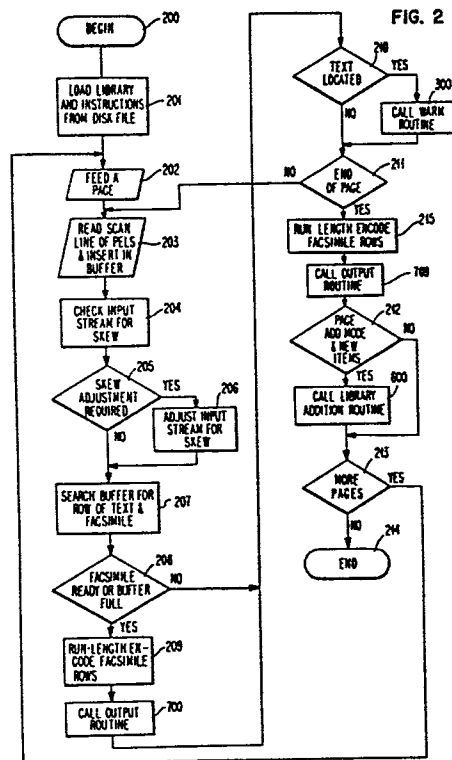 FIG. 2
BEGIN
200
LOAD LIBRARY
AND INSTRUCTIONS
FROM DISK FILE
201
FEED A
PAGE
202
READ SCAN
LINE OF PELS
& INSERT IN
BUFFER
203
CHECK INPUT
STREAM FOR
SKEW
204
SKEW
ADJUSTMENT
REQUIRED
205
YES
NO
ADJUST INPUT
STREAM FOR
SKEW
206
SEARCH BUFFER FOR
ROW OF TEXT &
FACSIMILE
207
FACSIMILE
READY OR BUFFER
FULL
208
NO
YES
RUN-LENGTH EN-
CODE FACSIMILE
ROWS
209
CALL OUTPUT
ROUTINE
700
TEXT
LOCATED
210
YES
NO
CALL MARK
ROUTINE
300
END
OF PAGE
211
NO
YES
RUN LENGTH ENCODE
FACSIMILE ROWS
215
CALL OUTPUT
ROUTINE
PAGE
ADD MODE
& NEW
ITEMS
212
NO
YES
CALL LIBRARY
ADDITION ROUTINE
600
MORE
PAGES
213
YES
NO
END
214